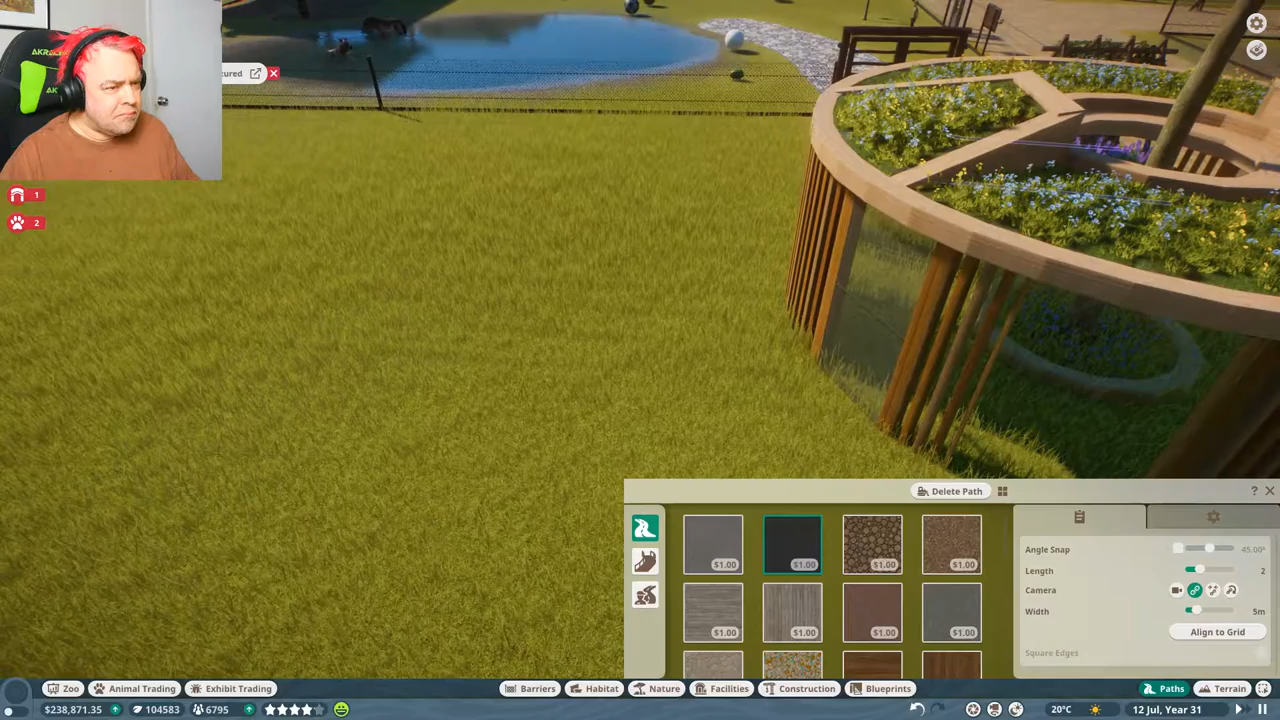 AKRACING
AK
ured
1
2
Delete Path
?
$1.00 $1.00 $1.00 $1.00
$1.00 $1.00 $1.00 $1.00
Angle Snap 45.00°
Length 2
Camera
Width 5m
Align to Grid
Square Edges
Zoo Animal Trading Exhibit Trading Barriers Habitat Nature Facilities Construction Blueprints Paths Terrain
$238,871.35 104583 6795 20°C 12 Jul, Year 31